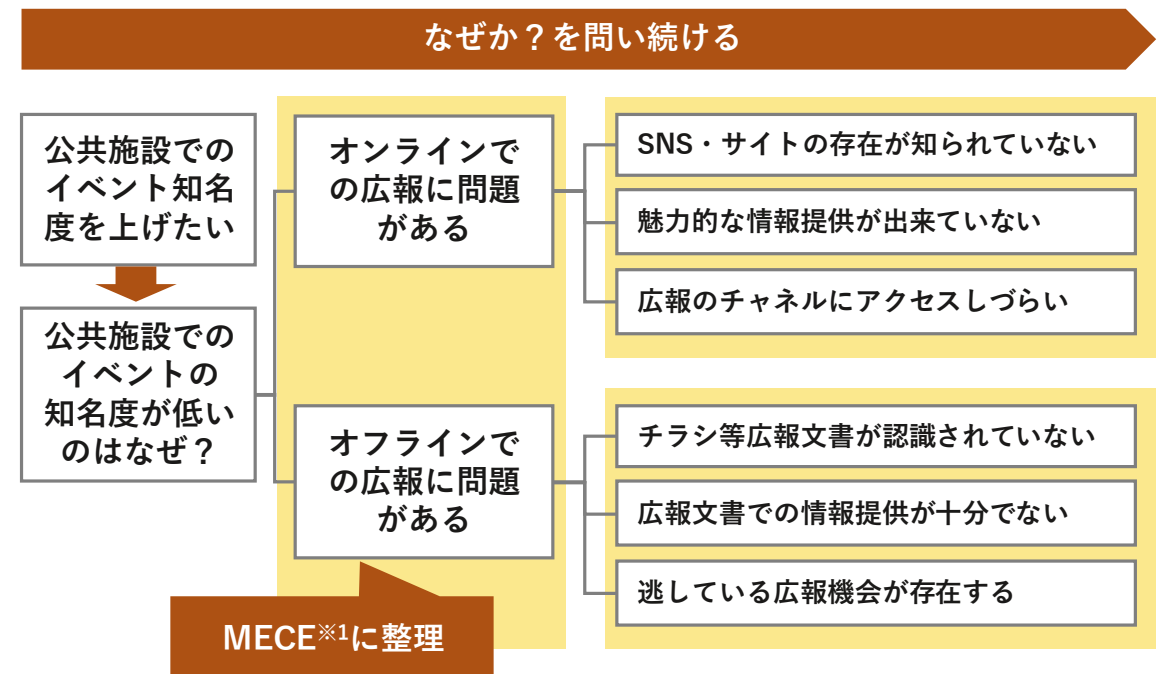 なぜか？を問い続ける
公共施設での
イベント知名
度を上げたい
公共施設での
イベントの
知名度が低い
のはなぜ？
オンラインで
の広報に問題
がある
SNS・サイトの存在が知られていない
魅力的な情報提供が出来ていない
広報のチャネルにアクセスしづらい
オフラインで
の広報に問題
がある
チラシ等広報文書が認識されていない
広報文書での情報提供が十分でない
逃している広報機会が存在する
MECE※1に整理